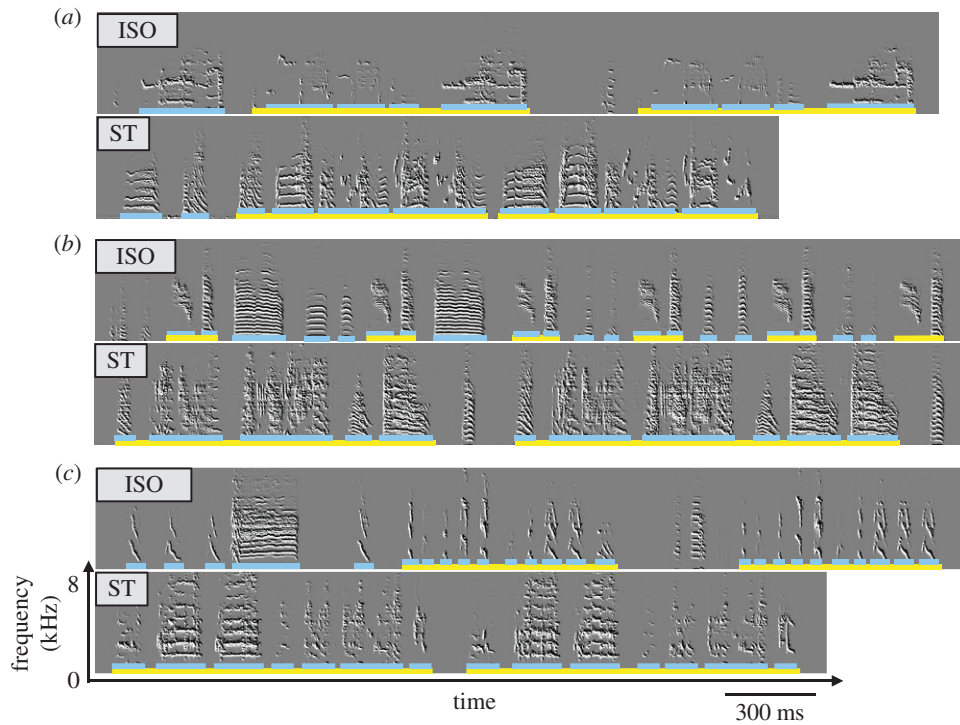 (a)
ISO
ST
(b)
ISO
ST
(c)
ISO
ST
8
frequency
(kHz)
0
time
300 ms